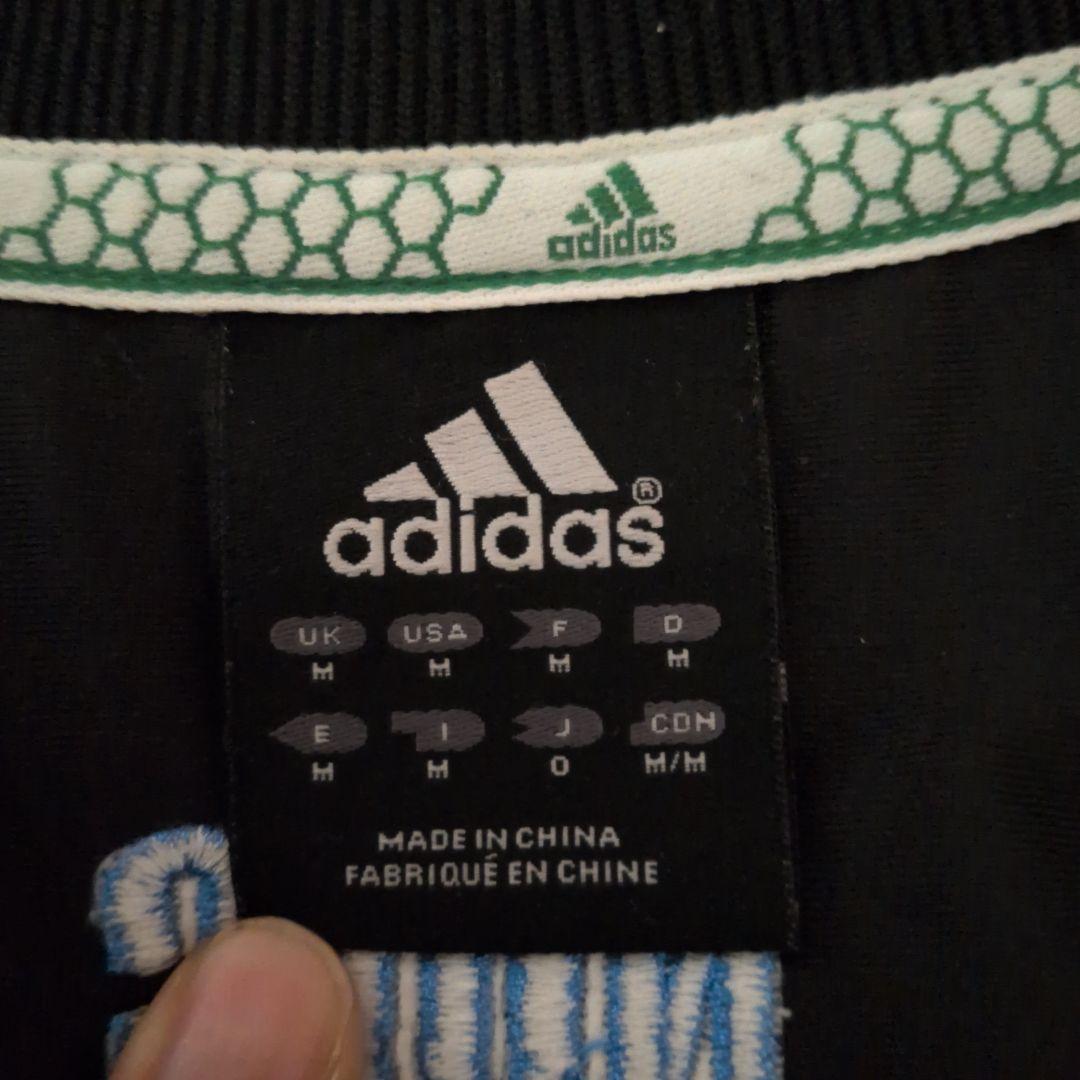 adidas
adidas®
UK USA F D
M M M M
E I J CDN
M M O M/M
MADE IN CHINA
FABRIQUÉ EN CHINE